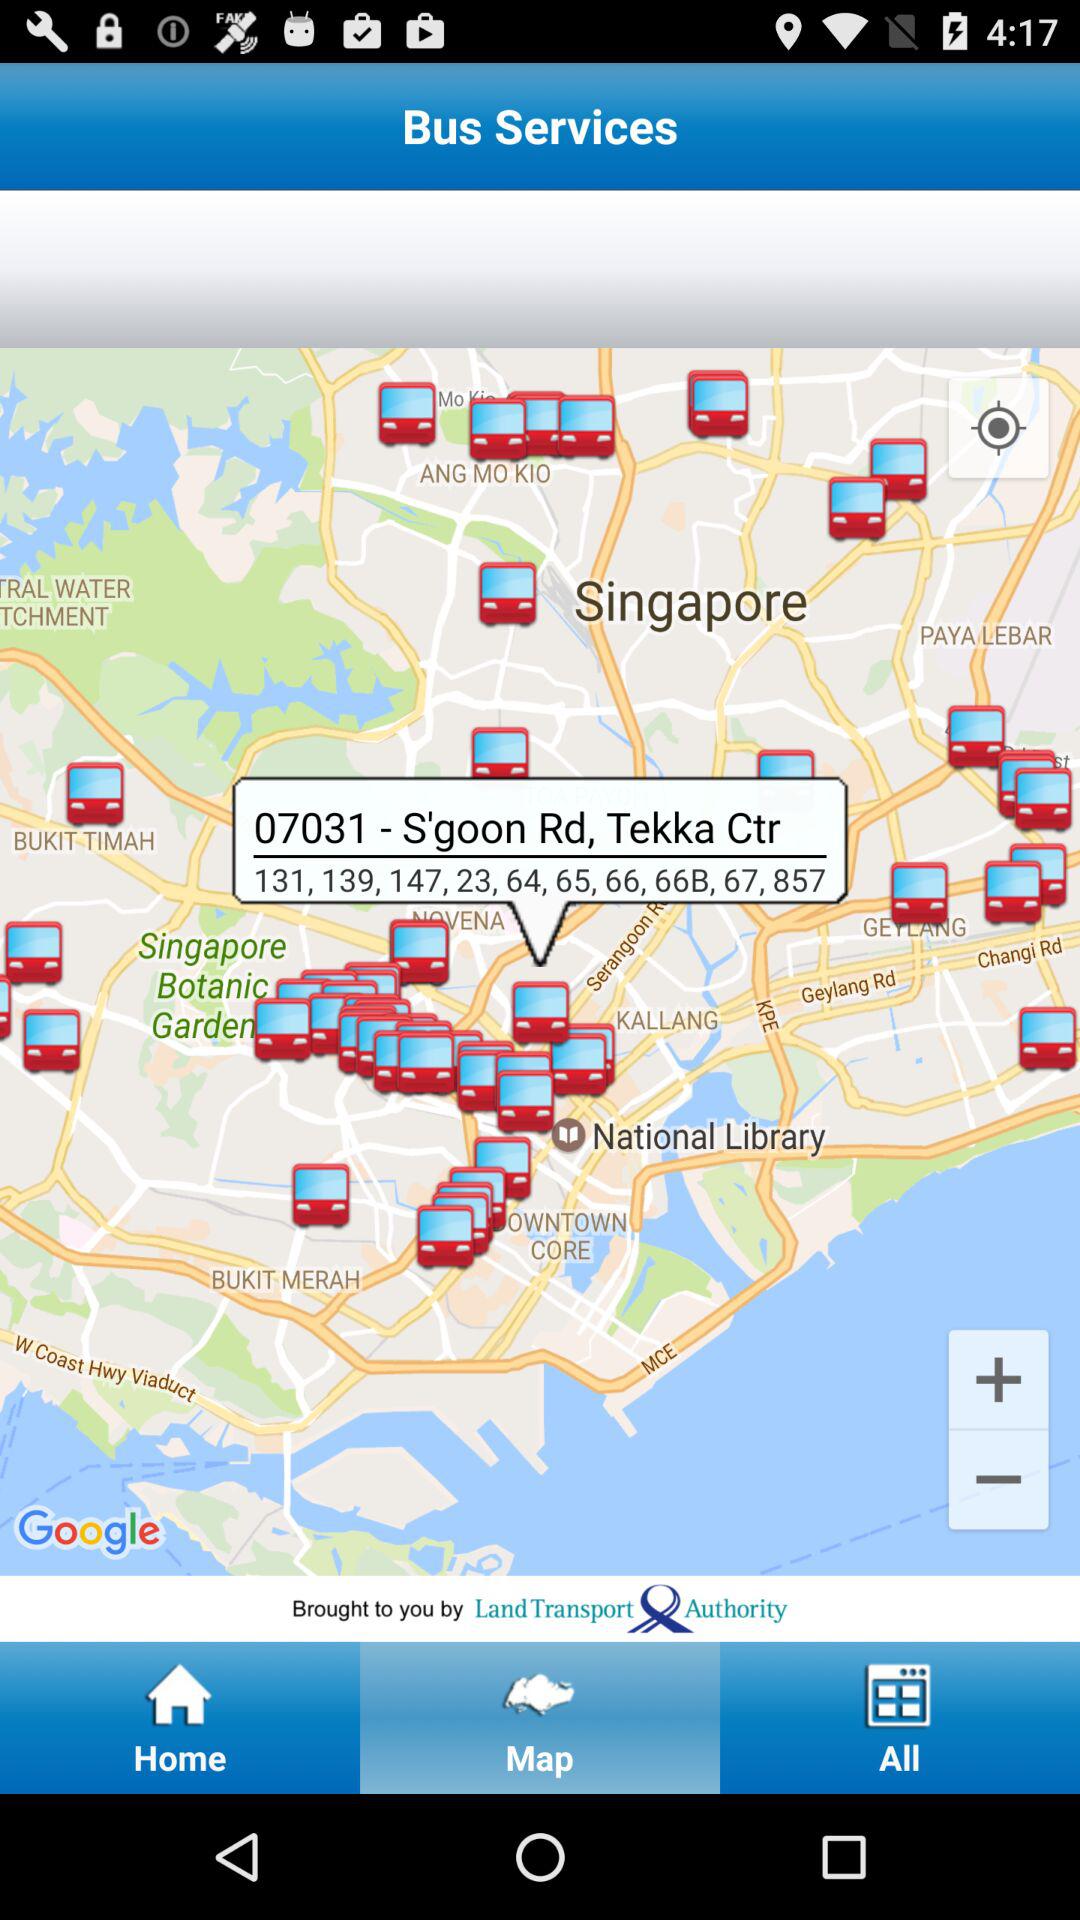 FAKE
4:17
Bus Services
Mo Kio
ANG MO KIO
TRAL WATER
TCHMENT
Singapore
PAYA LEBAR
BUKIT TIMAH
07031 - S'goon Rd, Tekka Ctr
131, 139, 147, 23, 64, 65, 66, 66B, 67, 857
NOVENA
GEYLANG
Serangoon R
Changi Rd
Singapore
Botanic
Garden
Geylang Rd
KPE
KALLANG
National Library
OWNTOWN
CORE
BUKIT MERAH
W Coast Hwy Viaduct
MCE
Google
Brought to you by Land Transport Authority
Home
Map
All